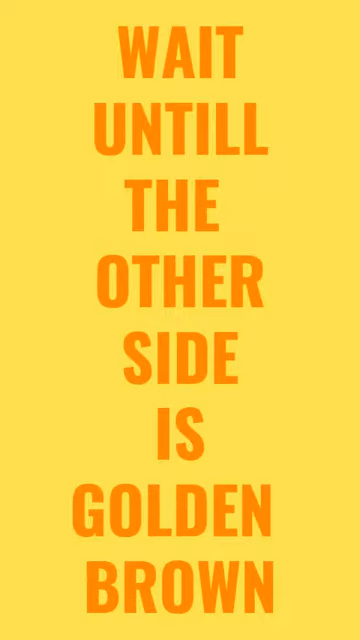 WAIT
UNTILL
THE
OTHER
SIDE
IS
GOLDEN
BROWN